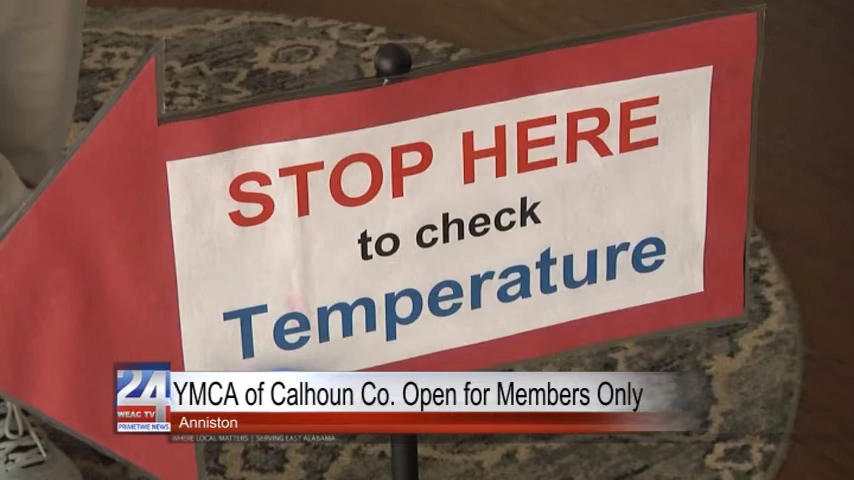 STOP HERE
to check
Temperature
24
WEAC TV
PRIMETIME NEWS
YMCA of Calhoun Co. Open for Members Only
Anniston
WHERE LOCAL MATTERS | SERVING EAST ALABAMA